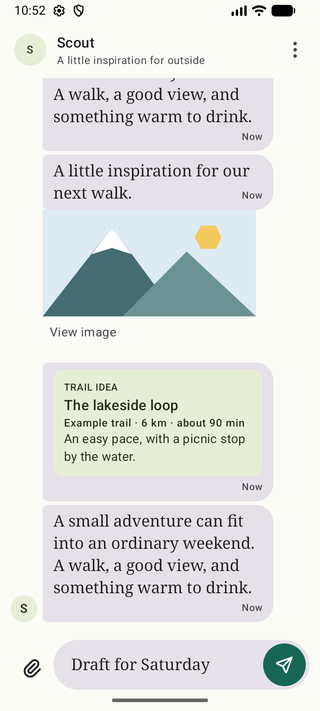 10:52
S
Scout
A little inspiration for outside
A walk, a good view, and
something warm to drink.
Now
A little inspiration for our
next walk.
Now
View image
TRAIL IDEA
The lakeside loop
Example trail · 6 km · about 90 min
An easy pace, with a picnic stop
by the water.
Now
A small adventure can fit
into an ordinary weekend.
A walk, a good view, and
something warm to drink.
Now
S
Draft for Saturday